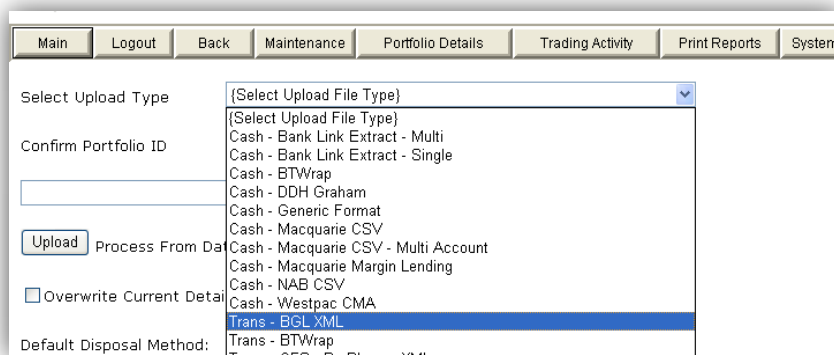 Main Logout Back Maintenance Portfolio Details Trading Activity Print Reports System
Select Upload Type {Select Upload File Type}
{Select Upload File Type}
Cash - Bank Link Extract - Multi
Confirm Portfolio ID
Cash - Bank Link Extract - Single
Cash - BTWrap
Cash - DDH Graham
Cash - Generic Format
Cash - Macquarie CSV
Upload Process From Dat
Cash - Macquarie CSV - Multi Account
Cash - Macquarie Margin Lending
Cash - NAB CSV
Overwrite Current Detai
Cash - Westpac CMA
Trans - BGL XML
Default Disposal Method:
Trans - BTWrap